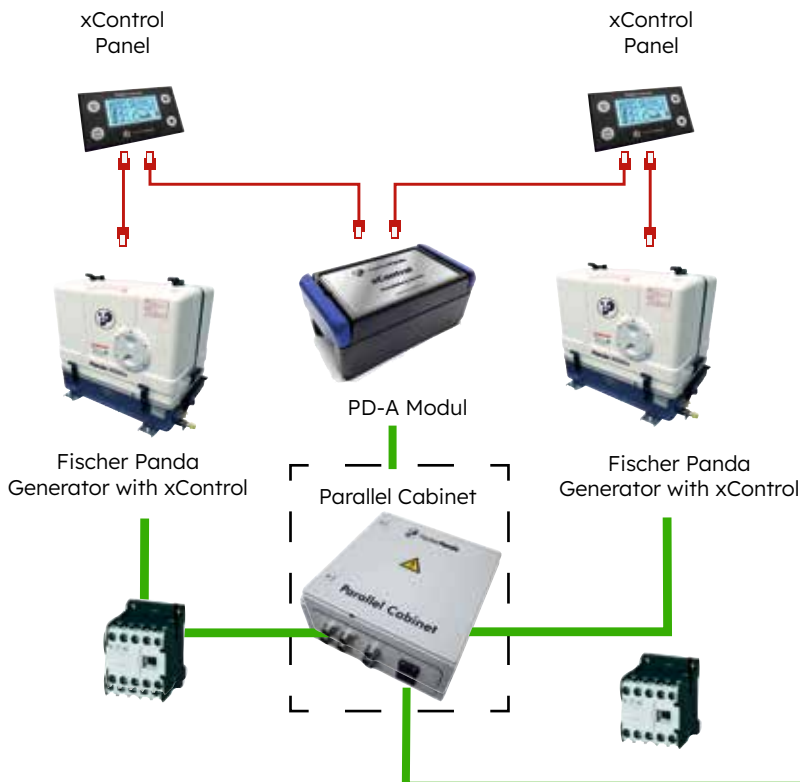 xControl
Panel
xControl
Panel
xControl
PD-A Modul
Fischer Panda
Generator with xControl
Fischer Panda
Generator with xControl
Parallel Cabinet
Parallel Cabinet